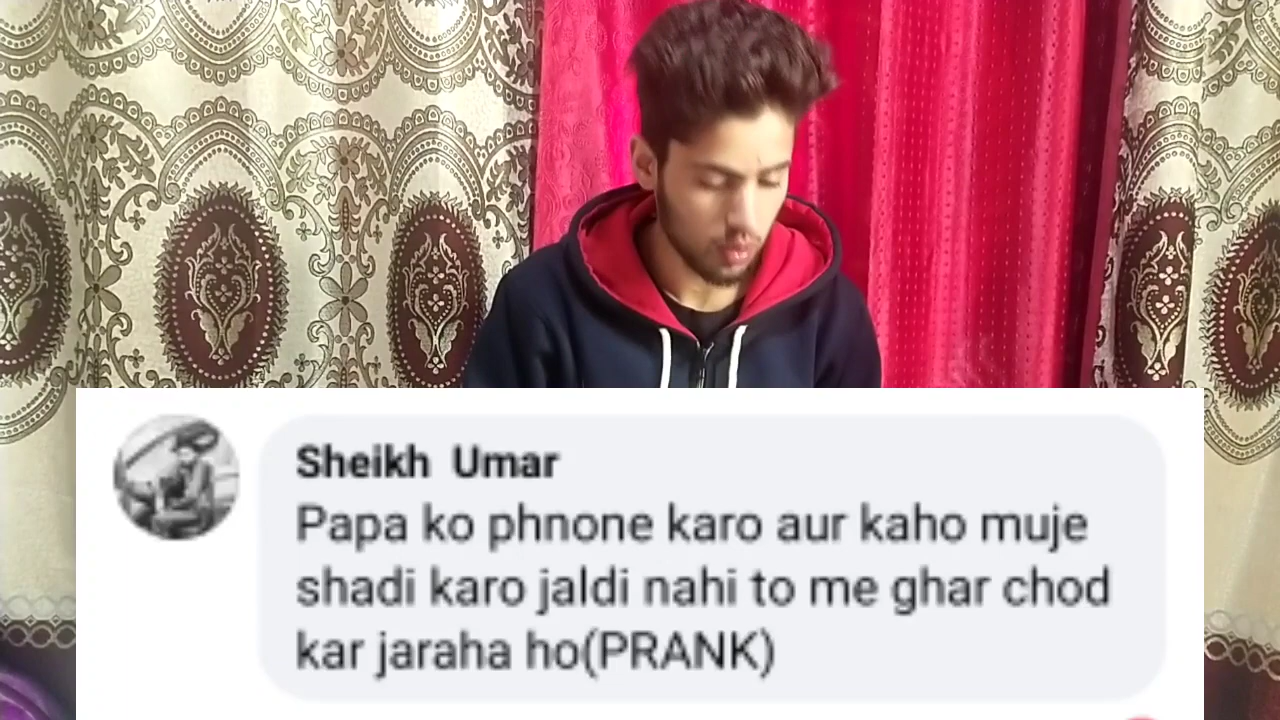 Sheikh Umar
Papa ko phnone karo aur kaho muje
shadi karo jaldi nahi to me ghar chod
kar jaraha ho(PRANK)